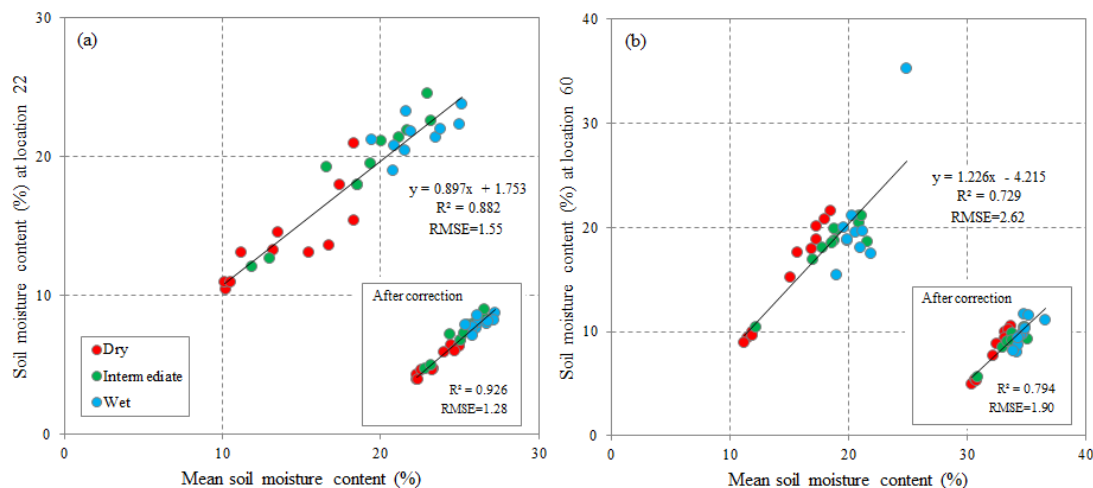 (a)
30
20
10
0
Soil moisture content (%) at location 22
y = 0.897x + 1.753
R² = 0.882
RMSE=1.55
After correction
R² = 0.926
RMSE=1.28
Dry
Intermediate
Wet
0 10 20 30
Mean soil moisture content (%)
(b)
40
30
20
10
0
Soil moisture content (%) at location 60
y = 1.226x - 4.215
R² = 0.729
RMSE=2.62
After correction
R² = 0.794
RMSE=1.90
0 10 20 30 40
Mean soil moisture content (%)